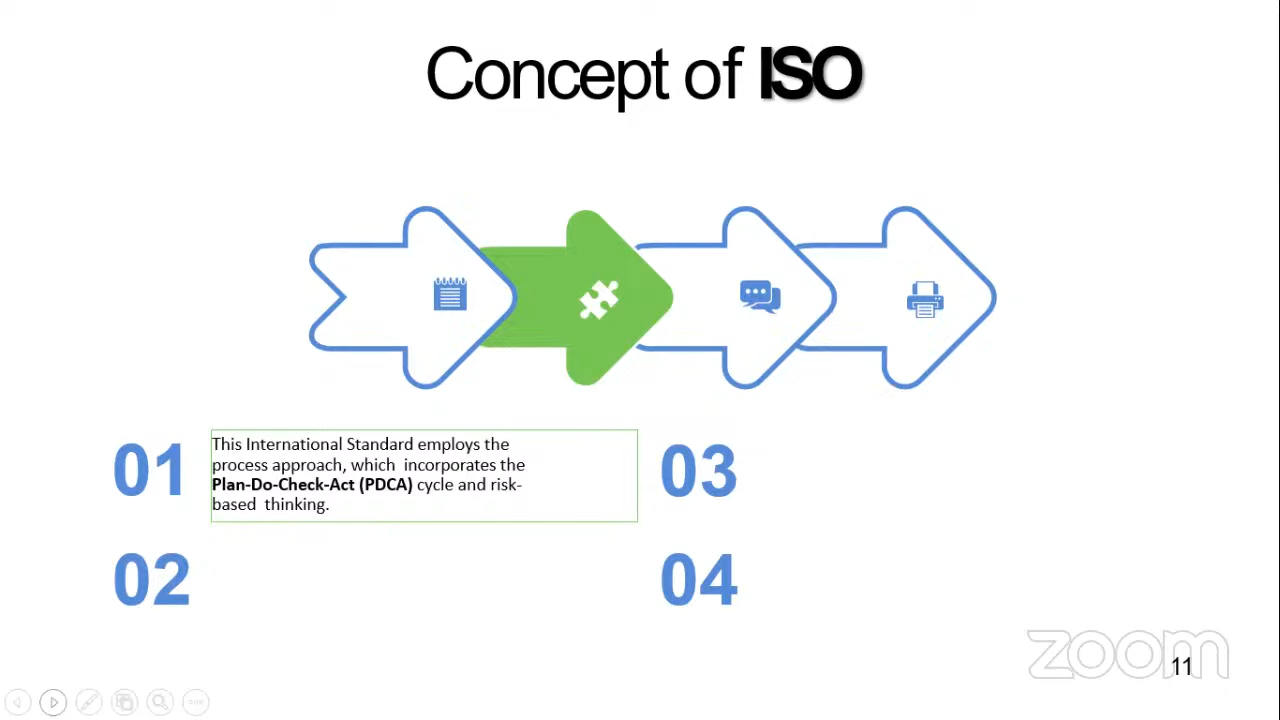 Concept of ISO
01
This International Standard employs the
process approach, which incorporates the
Plan-Do-Check-Act (PDCA) cycle and risk-
based thinking.
02
03
04
zoom
11